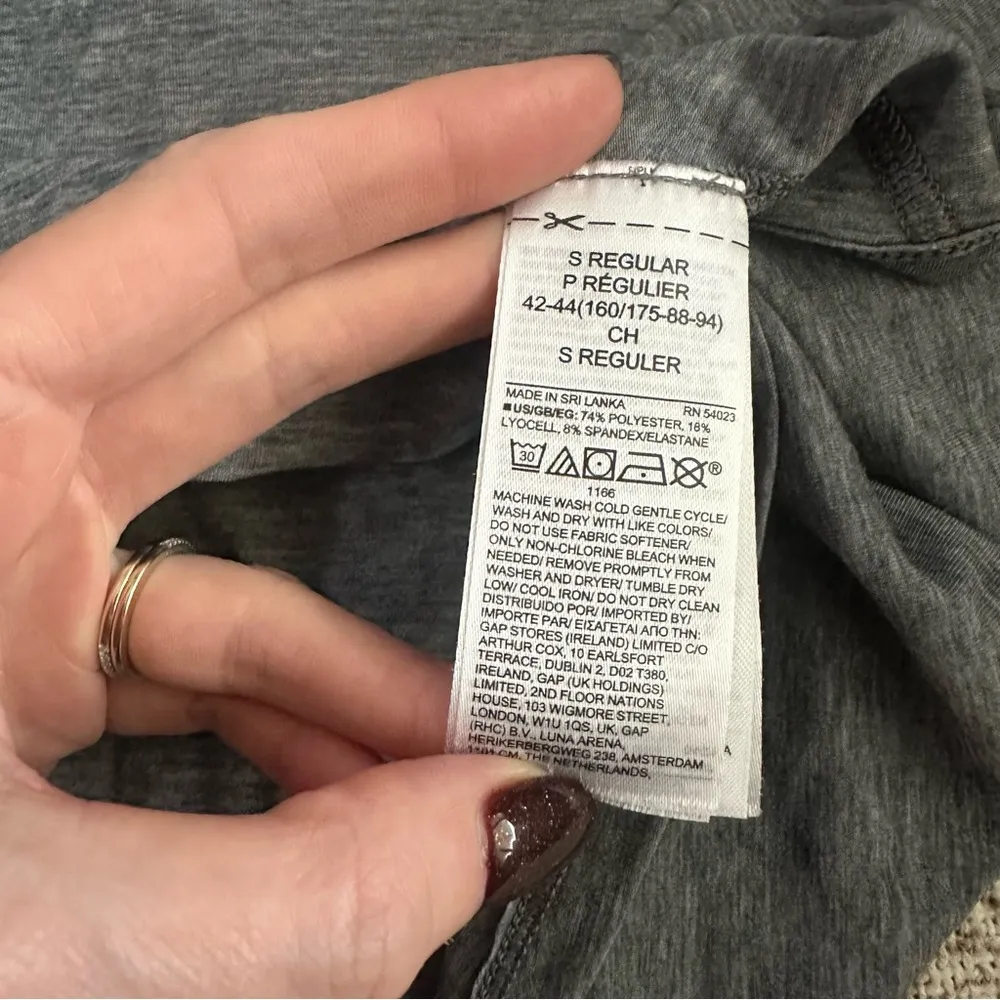 S REGULAR
P RÉGULIER
42-44(160/175-88-94)
CH
S REGULER
MADE IN SRI LANKA RN 54023
US/GB/EG: 74% POLYESTER, 18%
LYOCELL, 8% SPANDEX/ELASTANE
30
®
1166
MACHINE WASH COLD GENTLE CYCLE/
WASH AND DRY WITH LIKE COLORS/
DO NOT USE FABRIC SOFTENER/
ONLY NON-CHLORINE BLEACH WHEN
NEEDED/ REMOVE PROMPTLY FROM
WASHER AND DRYER/ TUMBLE DRY
LOW/ COOL IRON/ DO NOT DRY CLEAN
DISTRIBUIDO POR/ IMPORTED BY/
IMPORTE PAR/ ΕΙΣΑΓΕΤΑΙ ΑΠΟ ΤΗΝ:
GAP STORES (IRELAND) LIMITED C/O
ARTHUR COX, 10 EARLSFORT
TERRACE, DUBLIN 2, D02 T380,
IRELAND, GAP (UK HOLDINGS)
LIMITED, 2ND FLOOR NATIONS
HOUSE, 103 WIGMORE STREET,
LONDON, W1U 1QS, UK, GAP
(RHC) B.V., LUNA ARENA,
HERIKERBERGWEG 238, AMSTERDAM
1101 CM, THE NETHERLANDS,